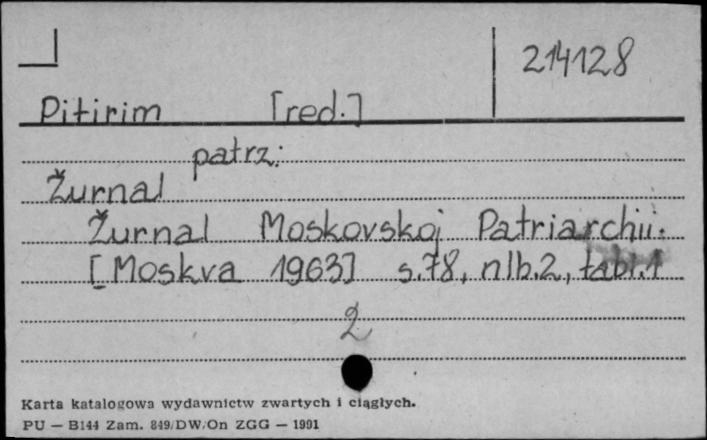 214128
Pitirim [red.]
patrz:
Žurnal
Žurnal Moskovskoj Patriarchii.
[Moskva 1963] s.78, nlb.2, tabl.1
2
Karta katalogowa wydawnictw zwartych i ciągłych.
PU — B144 Zam. 849/DW/On ZGG — 1991